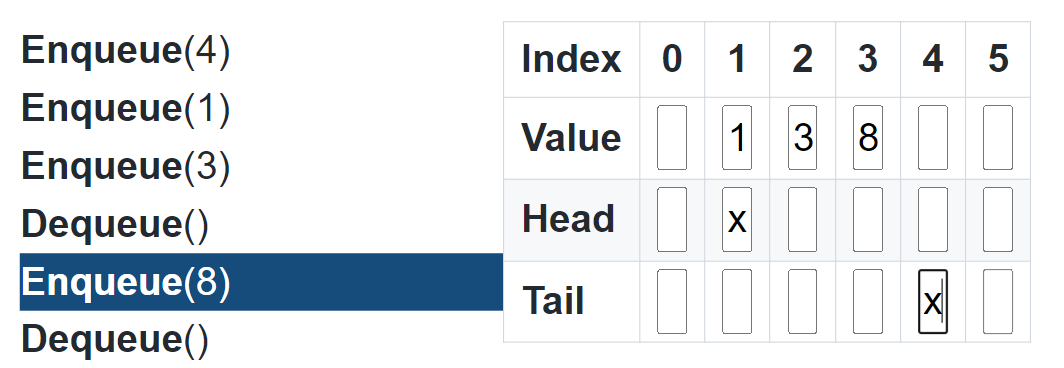 Enqueue(4)
Enqueue(1)
Enqueue(3)
Dequeue()
Enqueue(8)
Dequeue()
Index 0 1 2 3 4 5
Value 1 3 8
Head x
Tail x